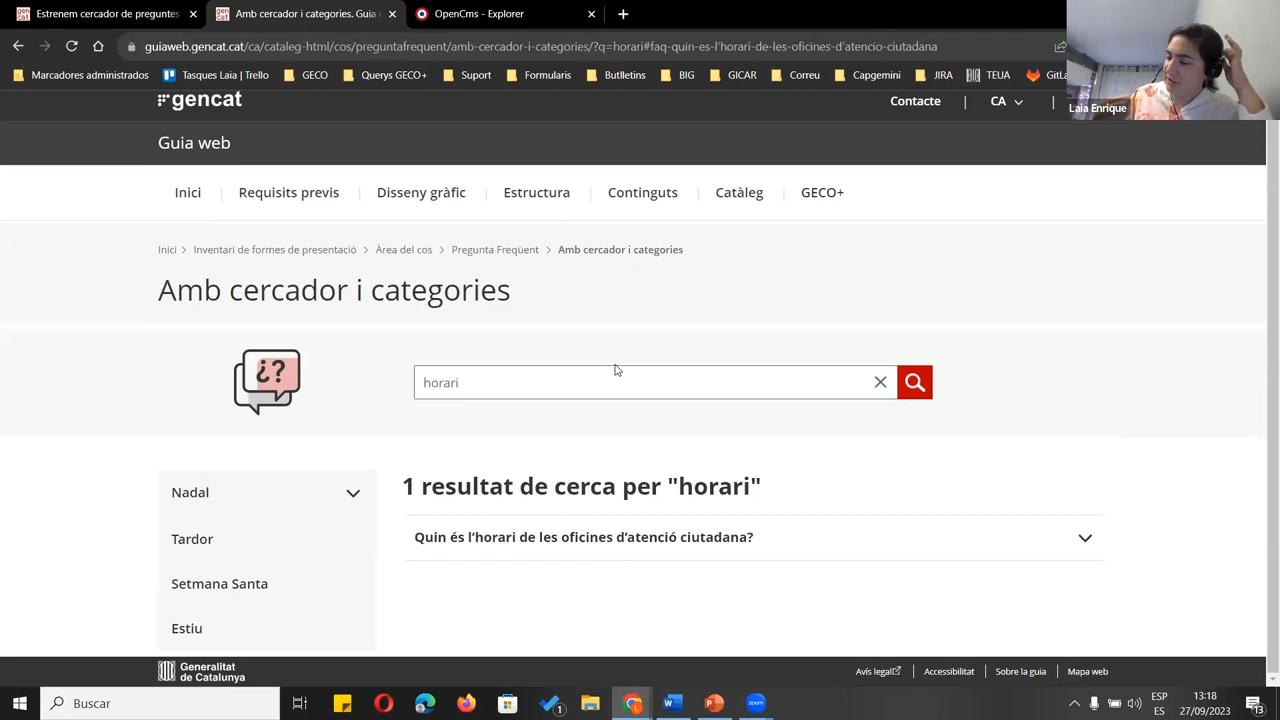 Estrenem cercador de preguntes
Amb cercador i categories. Guia
OpenCms - Explorer
guiaweb.gencat.cat/ca/cataleg-html/cos/preguntafrequent/amb-cercador-i-categories/?q=horari#faq-quin-es-l'horari-de-les-oficines-d'atencio-ciutadana
Marcadores administrados
Tasques Laia | Trello
GECO
Querys GECO+
Suport
Formularis
Butlletins
BIG
GICAR
Correu
Capgemini
JIRA
TEUA
GitL
Laia Enrique
gencat
Contacte
CA
Guia web
Inici
Requisits previs
Disseny gràfic
Estructura
Continguts
Catàleg
GECO+
Inici > Inventari de formes de presentació > Àrea del cos > Pregunta Freqüent > Amb cercador i categories
Amb cercador i categories
¿?
horari
Nadal
Tardor
Setmana Santa
Estiu
1 resultat de cerca per "horari"
Quin és l’horari de les oficines d’atenció ciutadana?
Generalitat
de Catalunya
Avís legal
Accessibilitat
Sobre la guia
Mapa web
Buscar
1
zoom
ESP
ES
13:18
27/09/2023
13